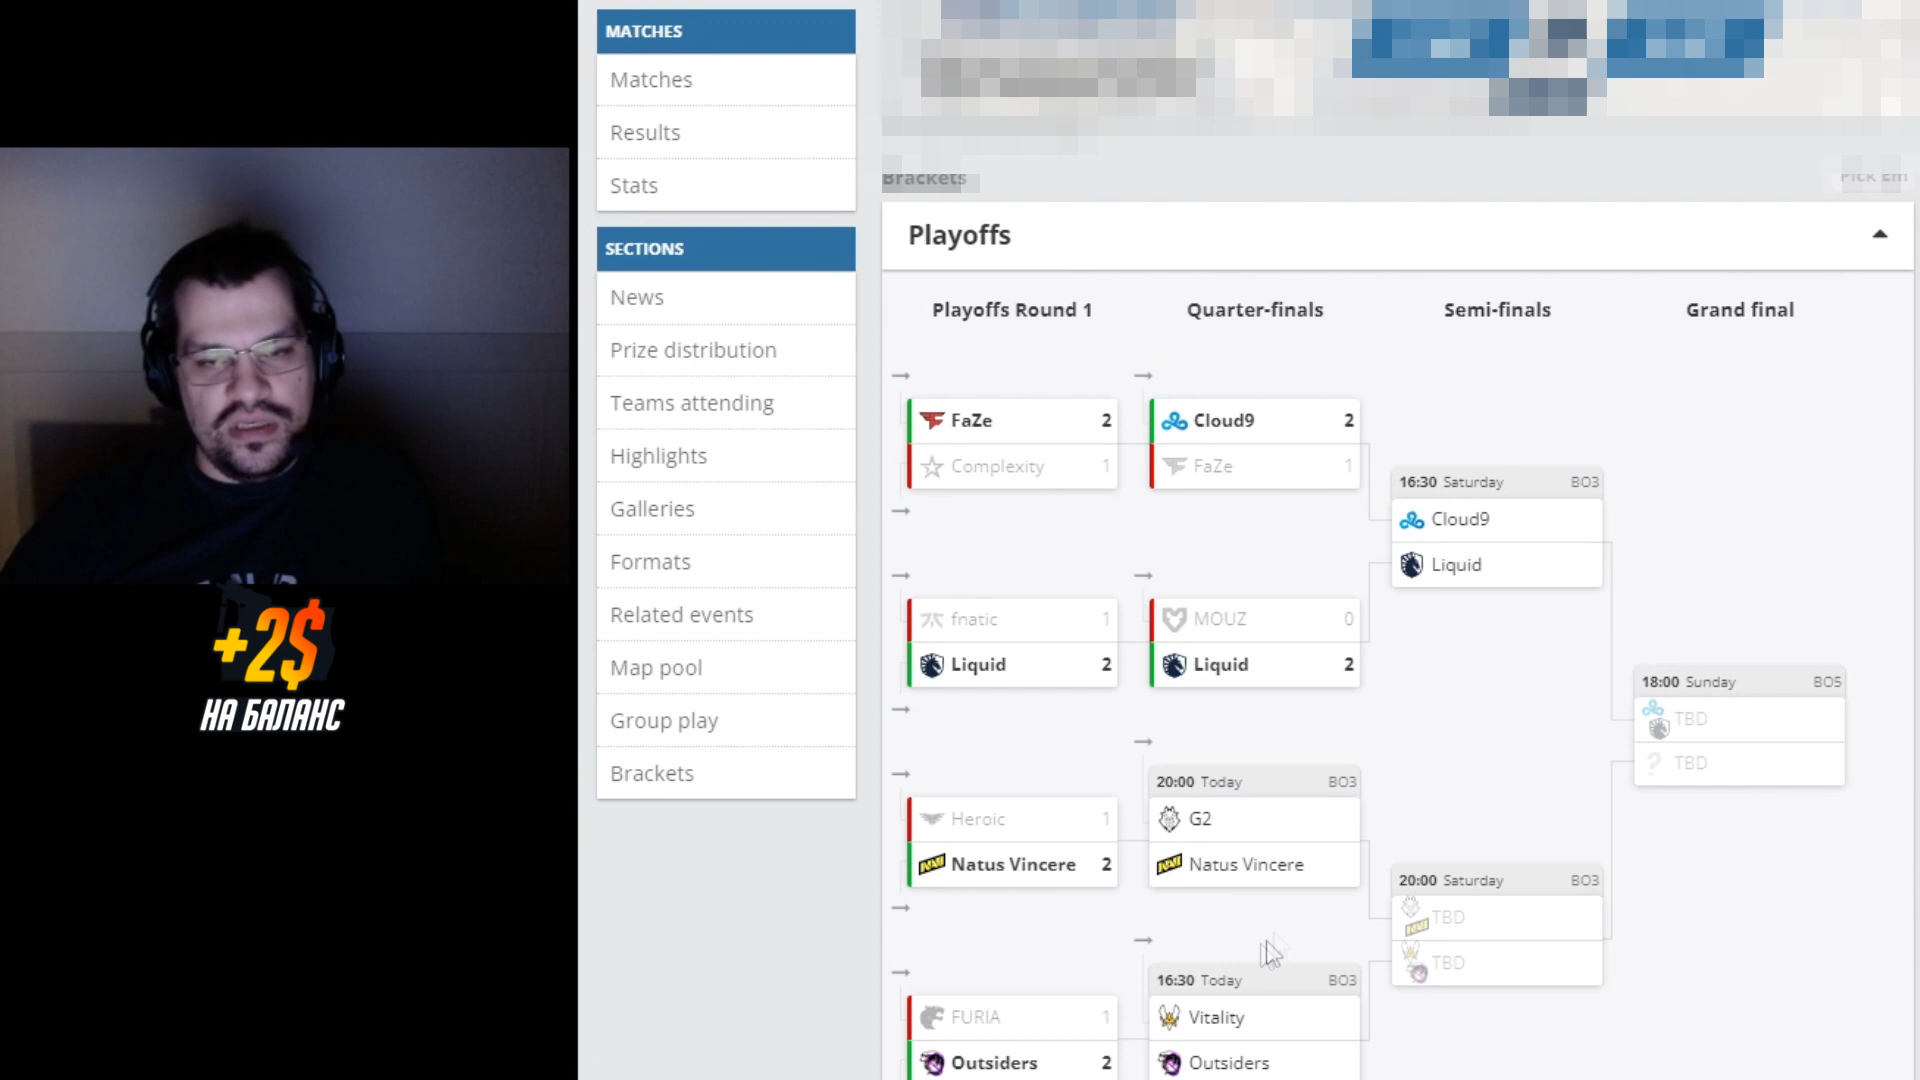 MATCHES
Matches
Results
Stats
SECTIONS
News
Prize distribution
Teams attending
Highlights
Galleries
Formats
Related events
Map pool
Group play
Brackets
+2$
НА БАЛАНС
Brackets
Pick Em
Playoffs
Playoffs Round 1
Quarter-finals
Semi-finals
Grand final
FaZe 2
Complexity 1
fnatic 1
Liquid 2
Heroic 1
Natus Vincere 2
FURIA 1
Outsiders 2
Cloud9 2
FaZe 1
MOUZ 0
Liquid 2
20:00 Today BO3
G2
Natus Vincere
16:30 Today BO3
Vitality
Outsiders
16:30 Saturday BO3
Cloud9
Liquid
20:00 Saturday BO3
TBD
TBD
18:00 Sunday BO5
TBD
? TBD